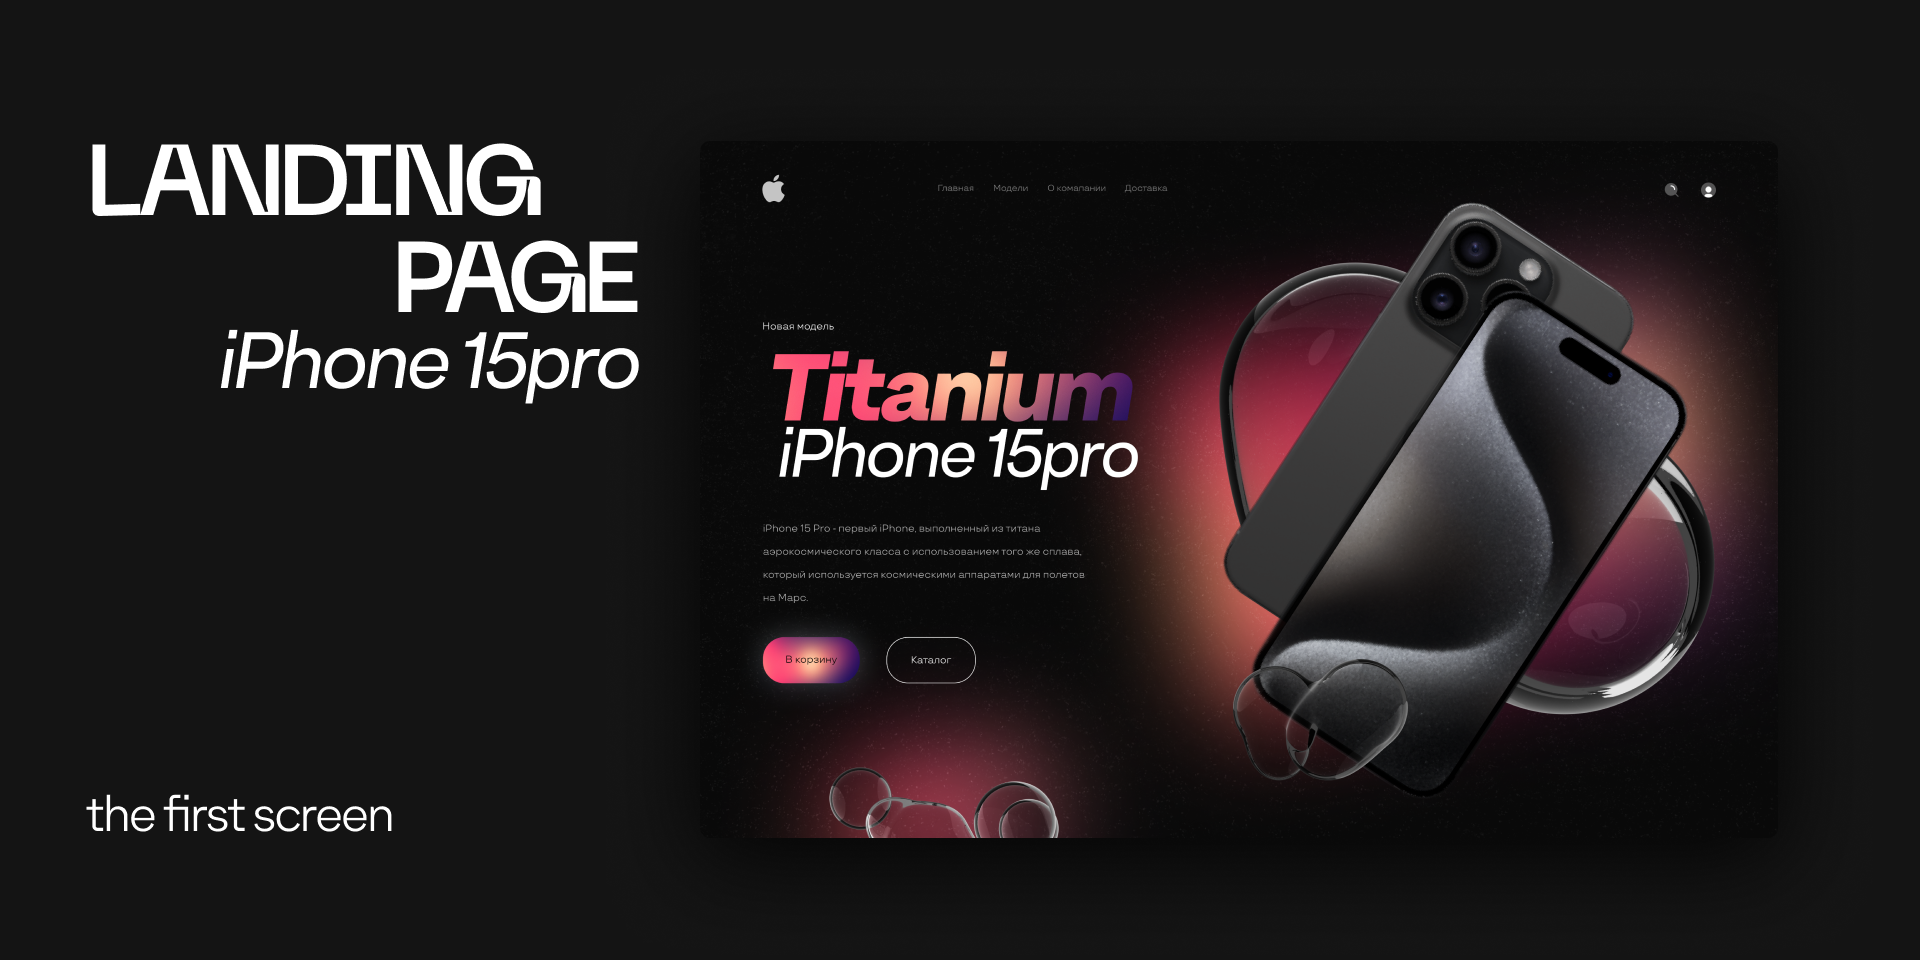 LANDING
PAGE
iPhone 15pro
the first screen
Главная Модели О комапании Доставка
Новая модель
Titanium
iPhone 15pro
iPhone 15 Pro - первый iPhone, выполненный из титана
аэрокосмического класса с использованием того же сплава,
который используется космическими аппаратами для полетов
на Марс.
В корзину
Каталог